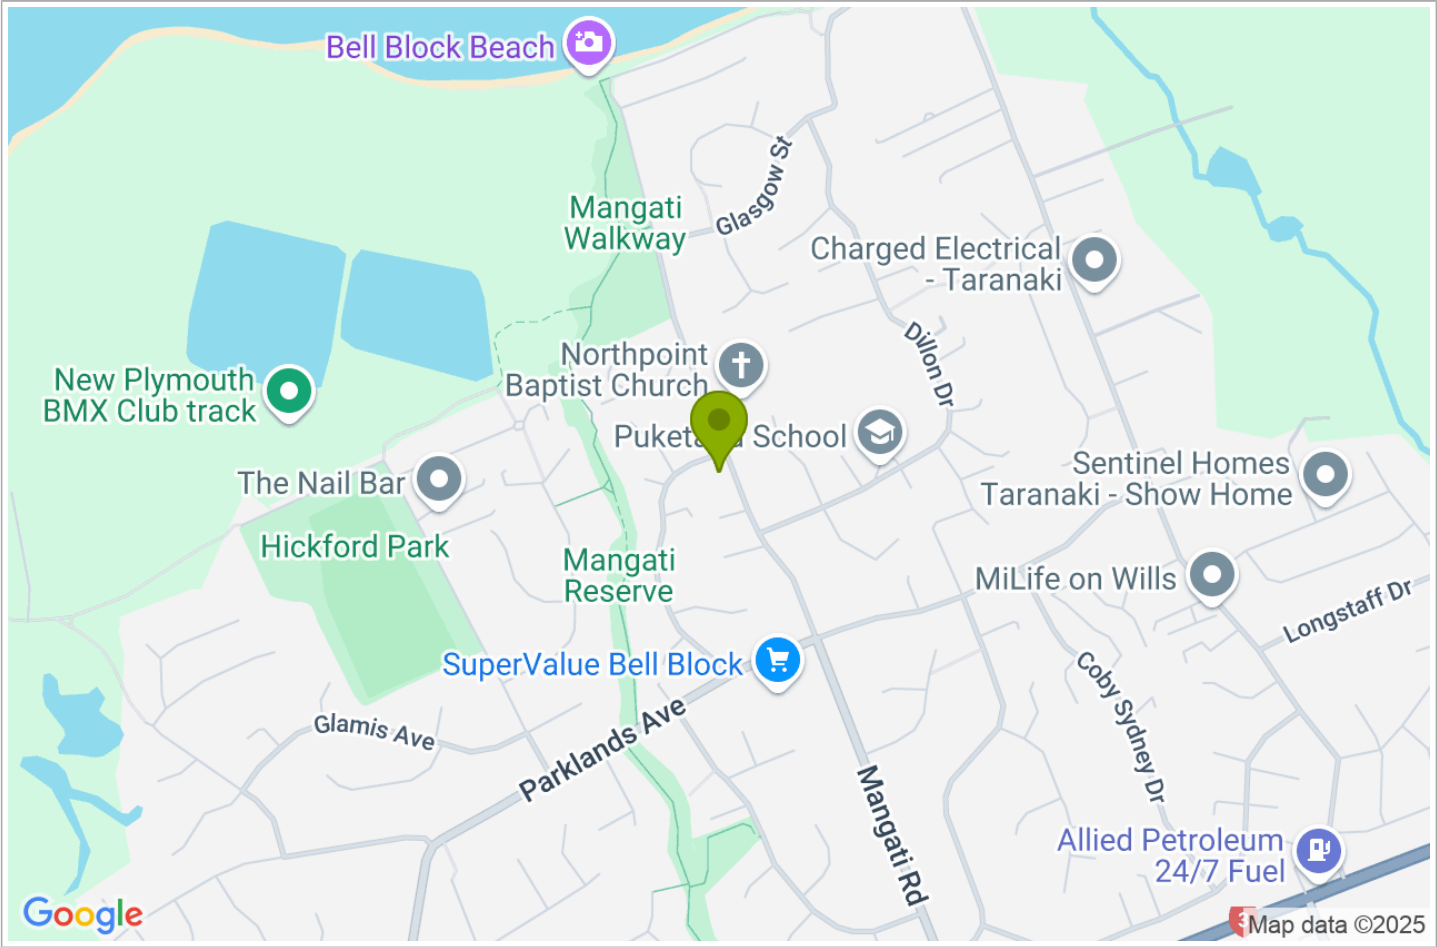 Bell Block Beach
Glasgow St
Mangati
Walkway
Charged Electrical
- Taranaki
Dillon Dr
Northpoint
Baptist Church
New Plymouth
BMX Club track
School
Sentinel Homes
Taranaki - Show Home
The Nail Bar
Hickford Park
Mangati
Reserve
MiLife on Wills
Longstaff Dr
SuperValue Bell Block
Coby Sydney Dr
Glamis Ave
Parklands Ave
Mangati Rd
Allied Petroleum
24/7 Fuel
Google
3
Map data ©2025